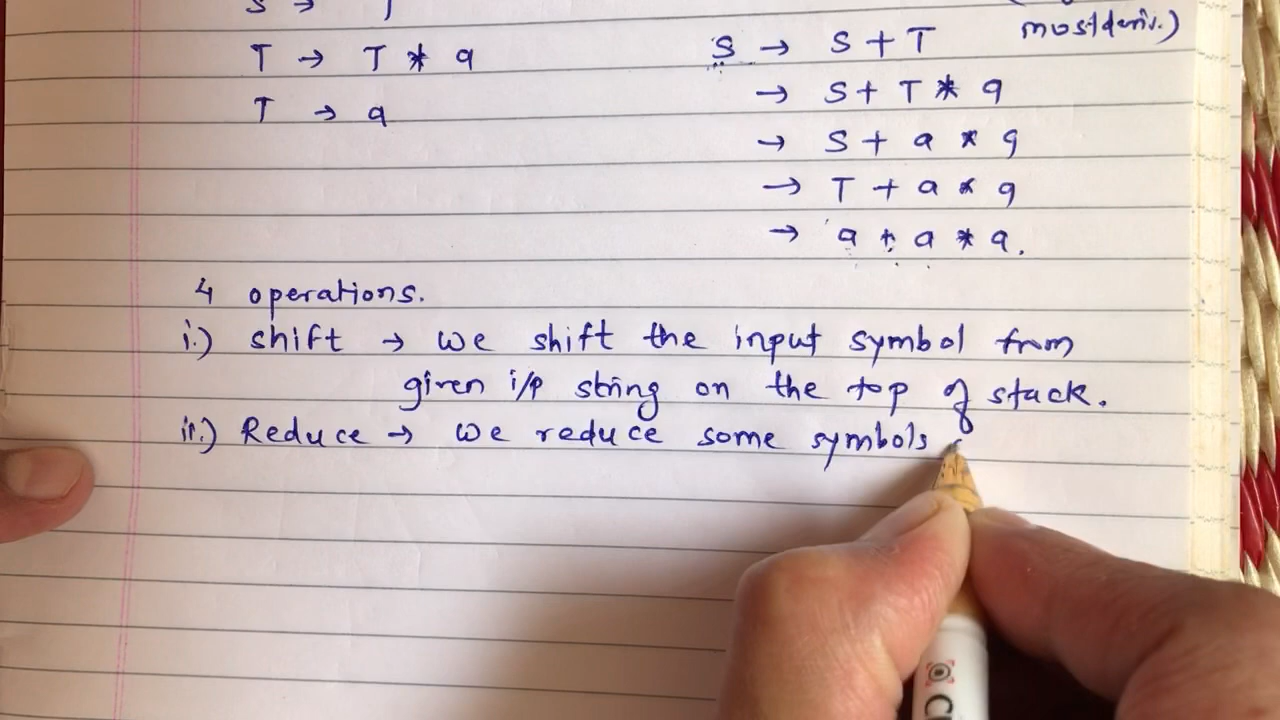 S →
T → T * a
T → a
mostderiv.)
S → S + T
→ S + T * a
→ S + a * a
→ T + a * a
→ a + a * a.
4 operations.
i.) shift → we shift the input symbol from
given i/p string on the top of stack.
ii.) Reduce → we reduce some symbols